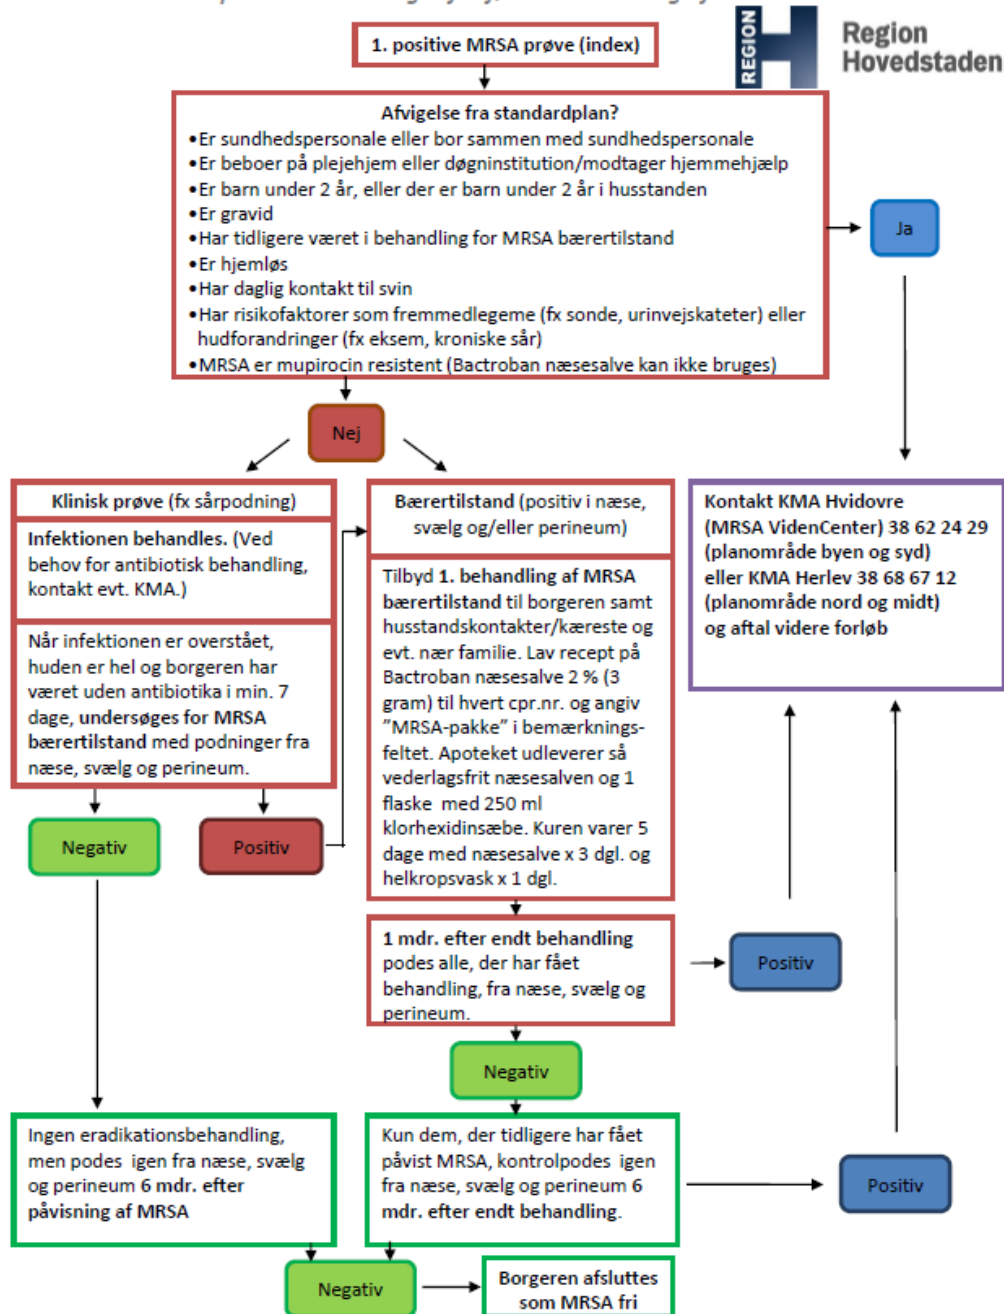 1. positive MRSA prøve (index)
REGION
Region
Hovedstaden
Afvigelse fra standardplan?
•Er sundhedspersonale eller bor sammen med sundhedspersonale
•Er beboer på plejehjem eller døgninstitution/modtager hjemmehjælp
•Er barn under 2 år, eller der er barn under 2 år i husstanden
•Er gravid
•Har tidligere været i behandling for MRSA bærertilstand
•Er hjemløs
•Har daglig kontakt til svin
•Har risikofaktorer som fremmedlegeme (fx sonde, urinvejskateter) eller
hudforandringer (fx eksem, kroniske sår)
•MRSA er mupirocin resistent (Bactroban næsesalve kan ikke bruges)
Ja
Nej
Klinisk prøve (fx sårpodning)
Infektionen behandles. (Ved
behov for antibiotisk behandling,
kontakt evt. KMA.)
Når infektionen er overstået,
huden er hel og borgeren har
været uden antibiotika i min. 7
dage, undersøges for MRSA
bærertilstand med podninger fra
næse, svælg og perineum.
Negativ
Positiv
Bærertilstand (positiv i næse,
svælg og/eller perineum)
Tilbyd 1. behandling af MRSA
bærertilstand til borgeren samt
husstandskontakter/kæreste og
evt. nær familie. Lav recept på
Bactroban næsesalve 2 % (3
gram) til hvert cpr.nr. og angiv
”MRSA-pakke” i bemærknings-
feltet. Apoteket udleverer så
vederlagsfrit næsesalven og 1
flaske med 250 ml
klorhexidinsæbe. Kuren varer 5
dage med næsesalve x 3 dgl. og
helkropsvask x 1 dgl.
Kontakt KMA Hvidovre
(MRSA VidenCenter) 38 62 24 29
(planområde byen og syd)
eller KMA Herlev 38 68 67 12
(planområde nord og midt)
og aftal videre forløb
1 mdr. efter endt behandling
podes alle, der har fået
behandling, fra næse, svælg og
perineum.
Positiv
Negativ
Ingen eradikationsbehandling,
men podes igen fra næse, svælg
og perineum 6 mdr. efter
påvisning af MRSA
Kun dem, der tidligere har fået
påvist MRSA, kontrolpodes igen
fra næse, svælg og perineum 6
mdr. efter endt behandling.
Positiv
Negativ
Borgeren afsluttes
som MRSA fri